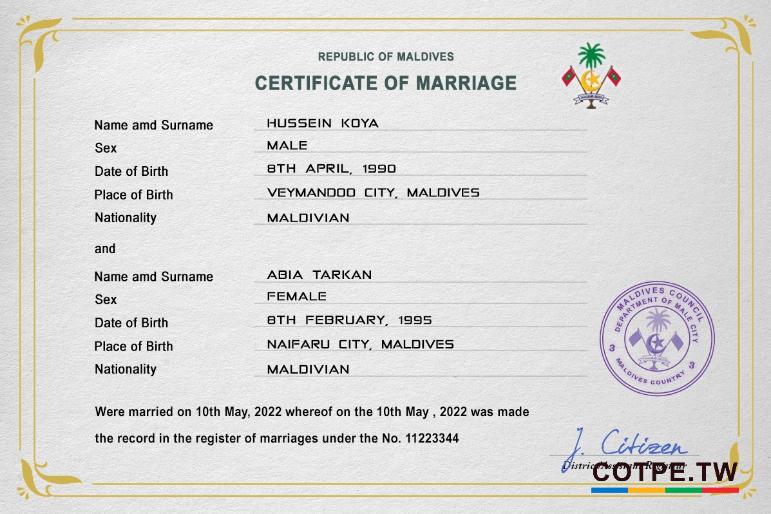 REPUBLIC OF MALDIVES
CERTIFICATE OF MARRIAGE
Name amd Surname HUSSEIN KOYA
Sex MALE
Date of Birth 8TH APRIL, 1990
Place of Birth VEYMANDOO CITY, MALDIVES
Nationality MALDIVIAN
and
Name amd Surname ABIA TARKAN
Sex FEMALE
Date of Birth 8TH FEBRUARY, 1995
Place of Birth NAIFARU CITY, MALDIVES
Nationality MALDIVIAN
MALDIVES COUNCIL
DEPARTMENT OF MALE CITY
3 3
MALDIVES COUNTRY
Were married on 10th May, 2022 whereof on the 10th May , 2022 was made
the record in the register of marriages under the No. 11223344
J. Citizen
COTPE.TW